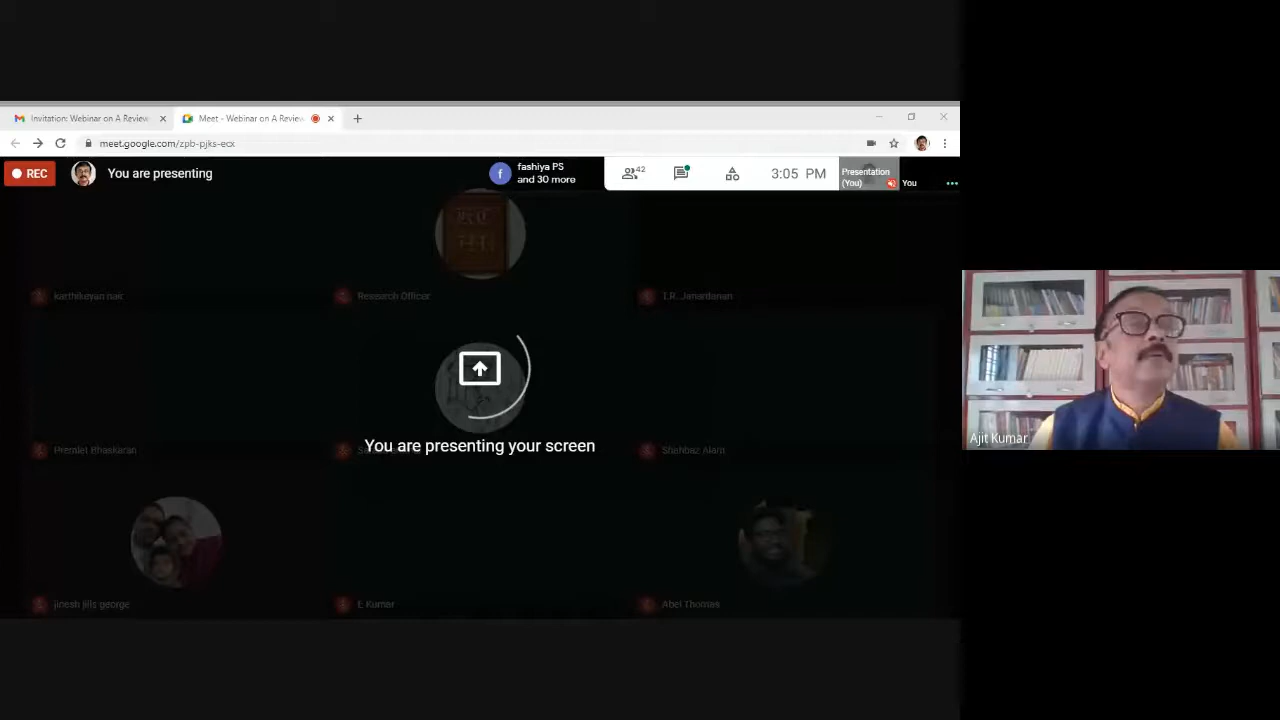 Invitation: Webinar on A Review
Meet - Webinar on A Review
meet.google.com/zpb-pjks-ecx
REC
You are presenting
f
fashiya PS
and 30 more
42
3:05 PM
Presentation
(You)
You
karthikeyan nair
Research Officer
T.R. Janardanan
You are presenting your screen
Premlet Bhaskaran
Shahbaz Alam
Ajit Kumar
jinesh jills george
E Kumar
Abel Thomas